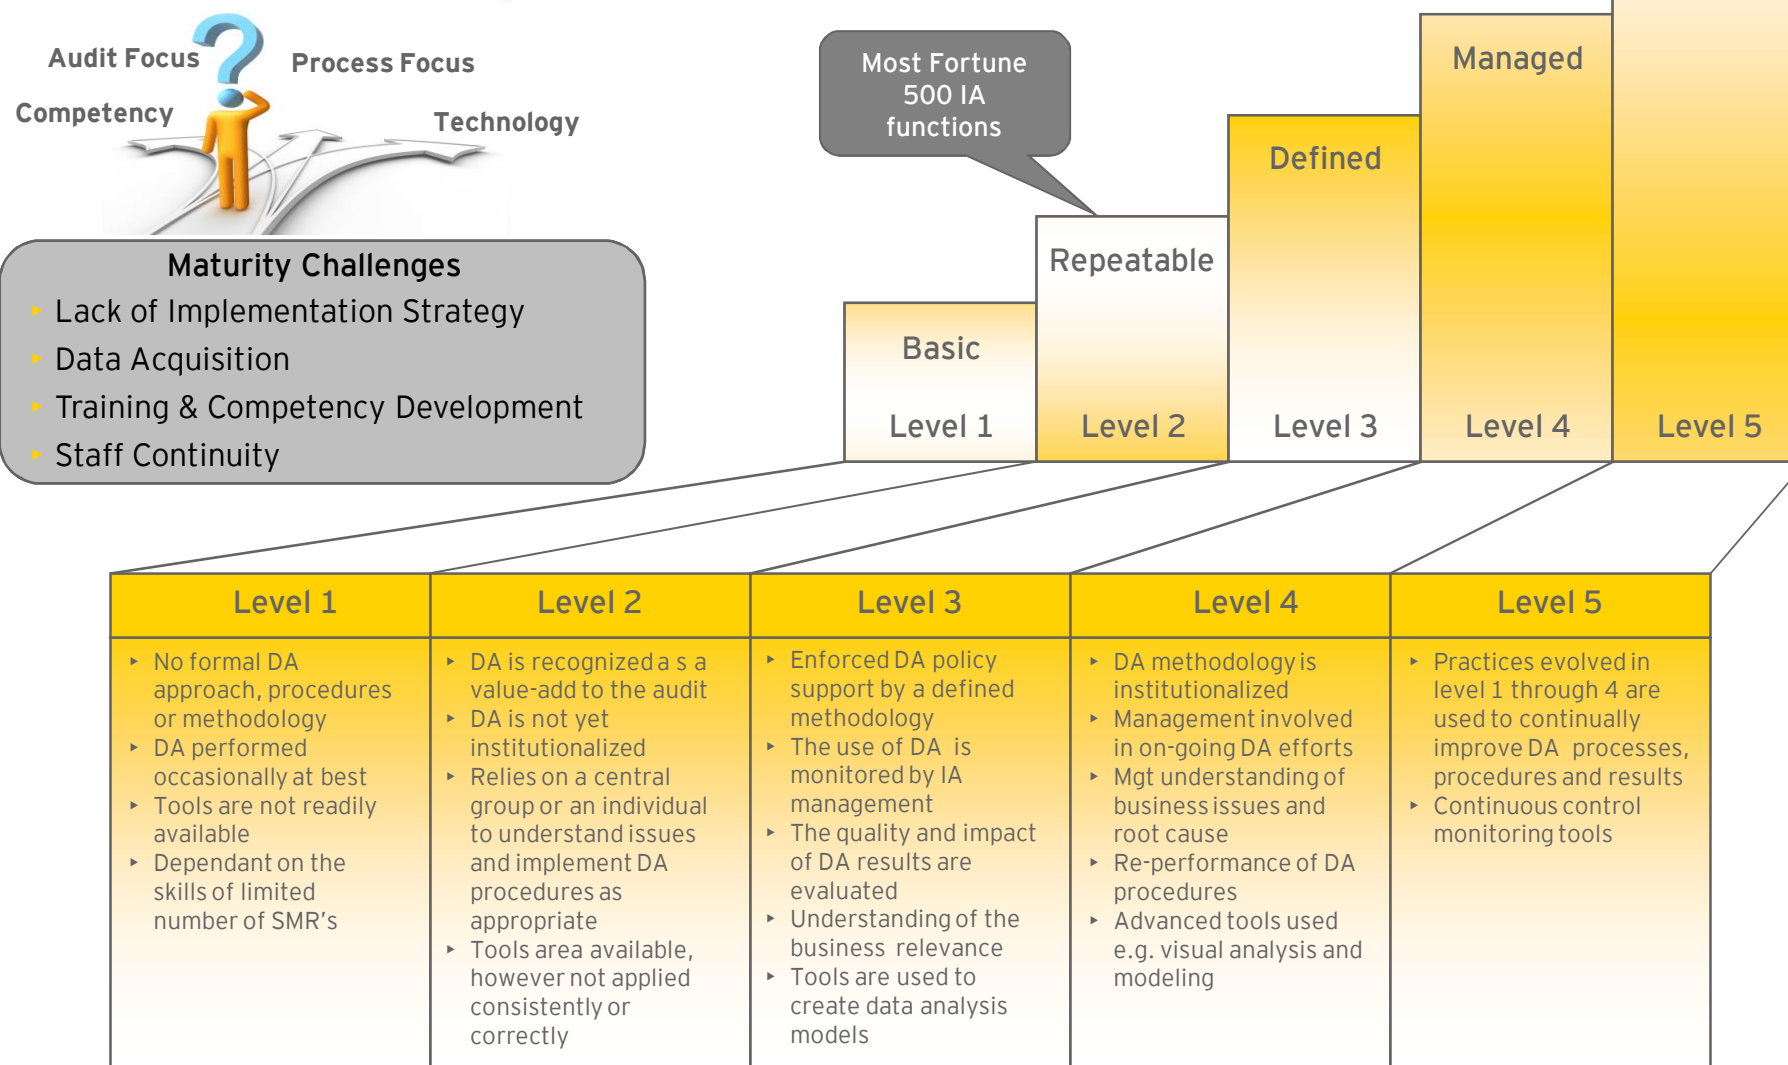 Audit Focus
Process Focus
Competency
Technology
Maturity Challenges
‣ Lack of Implementation Strategy
‣ Data Acquisition
‣ Training & Competency Development
‣ Staff Continuity
Most Fortune
500 IA
functions
Basic
Level 1
Repeatable
Level 2
Defined
Level 3
Managed
Level 4
Level 5
Level 1
‣ No formal DA
approach, procedures
or methodology
‣ DA performed
occasionally at best
‣ Tools are not readily
available
‣ Dependant on the
skills of limited
number of SMR's
Level 2
‣ DA is recognized a s a
value-add to the audit
‣ DA is not yet
institutionalized
‣ Relies on a central
group or an individual
to understand issues
and implement DA
procedures as
appropriate
‣ Tools area available,
however not applied
consistently or
correctly
Level 3
‣ Enforced DA policy
support by a defined
methodology
‣ The use of DA is
monitored by IA
management
‣ The quality and impact
of DA results are
evaluated
‣ Understanding of the
business relevance
‣ Tools are used to
create data analysis
models
Level 4
‣ DA methodology is
institutionalized
‣ Management involved
in on-going DA efforts
‣ Mgt understanding of
business issues and
root cause
‣ Re-performance of DA
procedures
‣ Advanced tools used
e.g. visual analysis and
modeling
Level 5
‣ Practices evolved in
level 1 through 4 are
used to continually
improve DA processes,
procedures and results
‣ Continuous control
monitoring tools